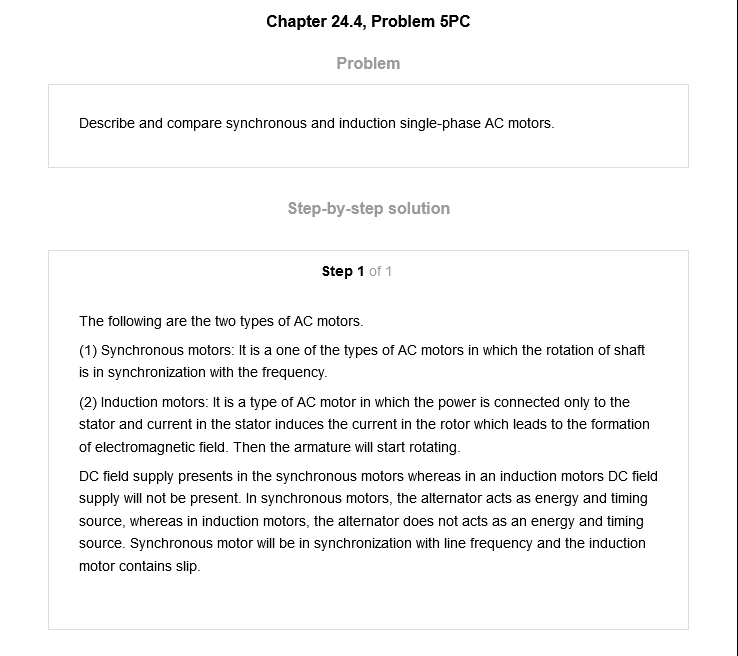 Chapter 24.4, Problem 5PC
Problem
Describe and compare synchronous and induction single-phase AC motors.
Step-by-step solution
Step 1 of 1
The following are the two types of AC motors.
(1) Synchronous motors: It is a one of the types of AC motors in which the rotation of shaft
is in synchronization with the frequency.
(2) Induction motors: It is a type of AC motor in which the power is connected only to the
stator and current in the stator induces the current in the rotor which leads to the formation
of electromagnetic field. Then the armature will start rotating.
DC field supply presents in the synchronous motors whereas in an induction motors DC field
supply will not be present. In synchronous motors, the alternator acts as energy and timing
source, whereas in induction motors, the alternator does not acts as an energy and timing
source. Synchronous motor will be in synchronization with line frequency and the induction
motor contains slip.